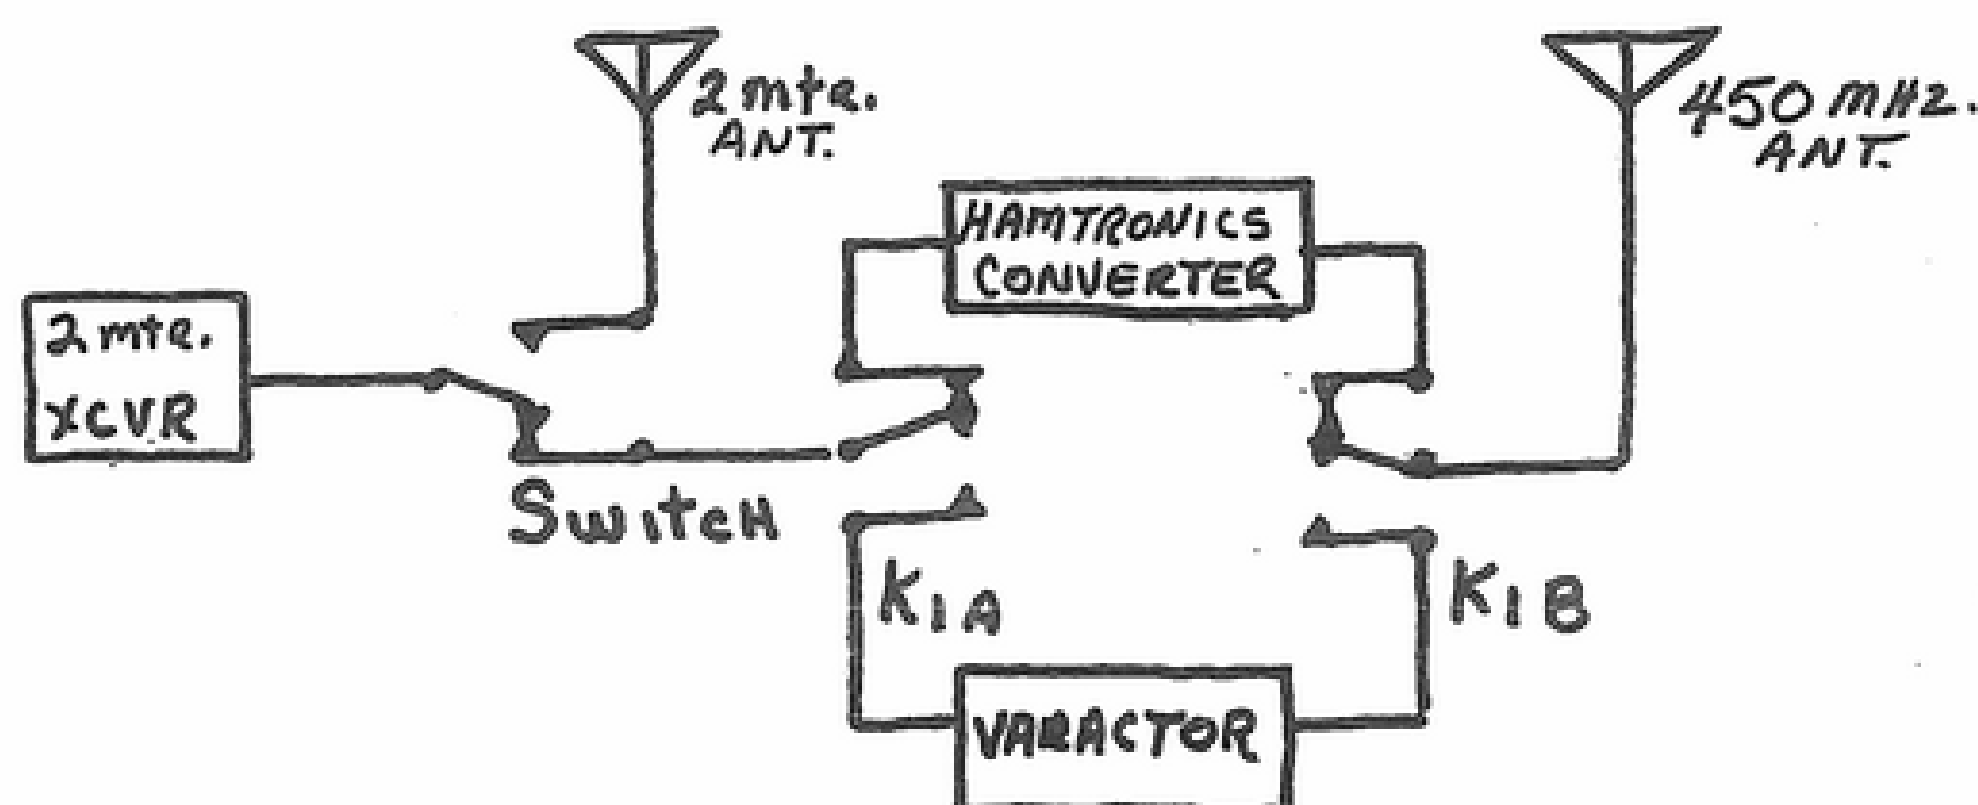 2 mtr.
ANT.
450 MHz.
ANT.
HAMTRONICS
CONVERTER
2 mtr.
XCVR
SWITCH
K1A
K1B
VARACTOR